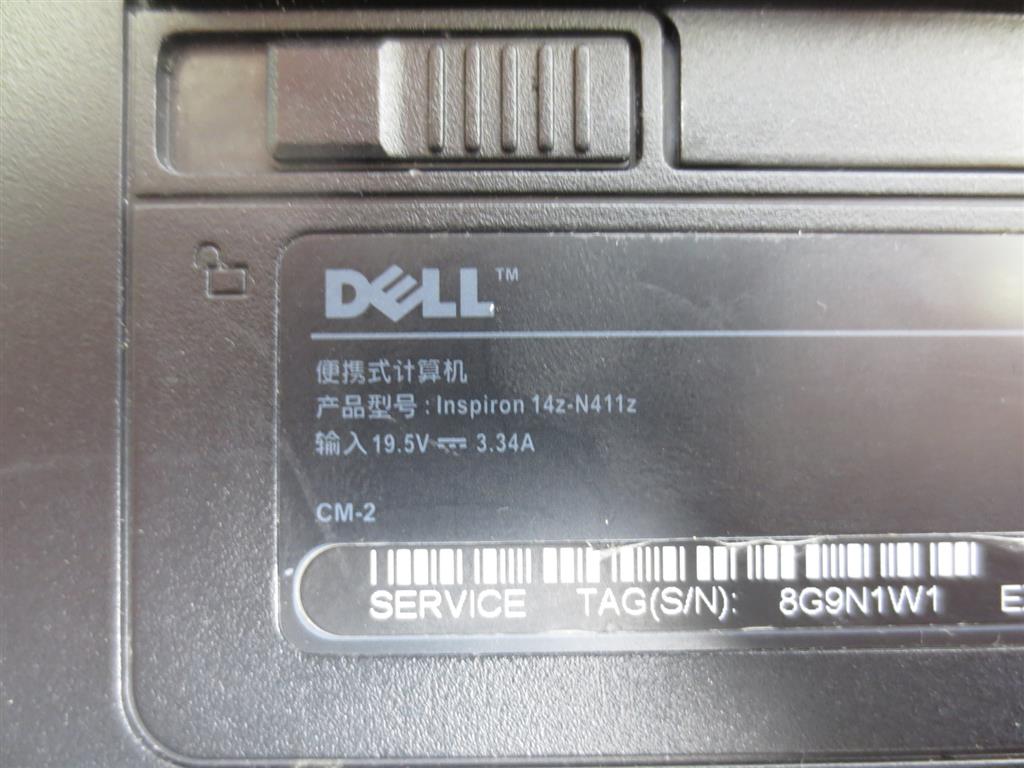 DELL™
便携式计算机
产品型号: Inspiron 14z-N411z
输入 19.5V ⎓ 3.34A
CM-2
SERVICE TAG(S/N): 8G9N1W1